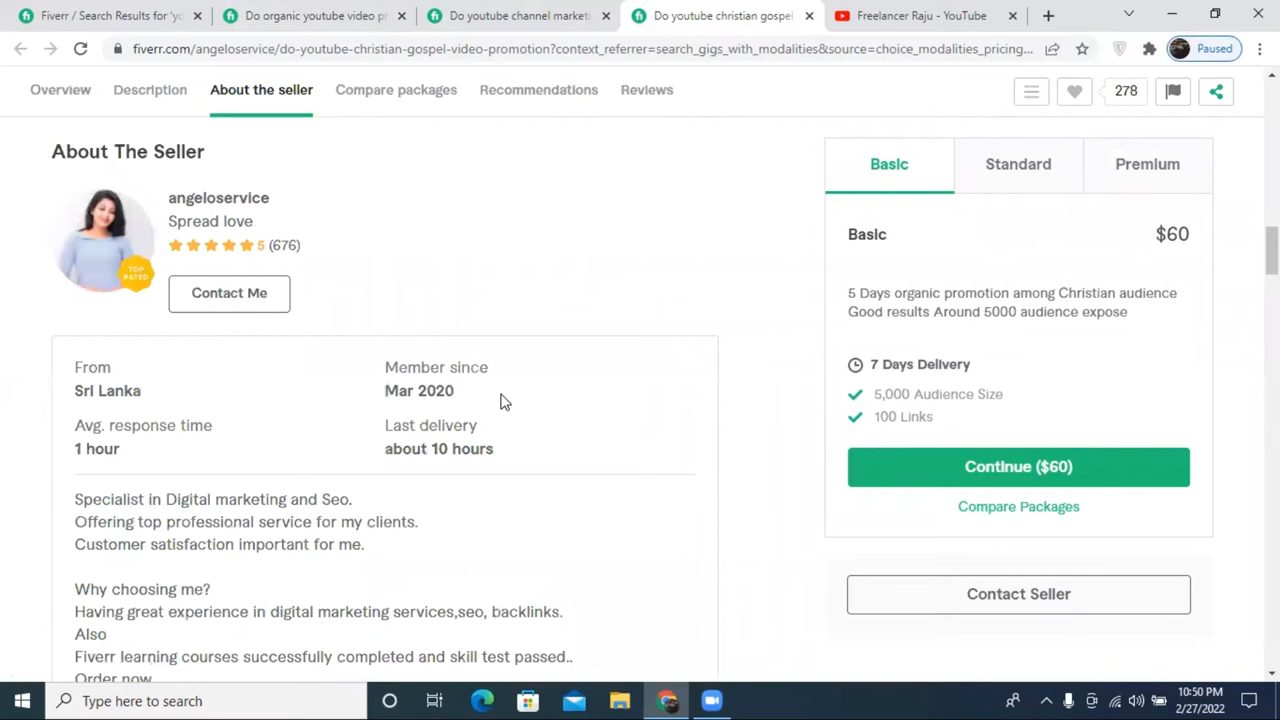 Fiverr / Search Results for 'yo
Do organic youtube video p
Do youtube channel marketi
Do youtube christian gospel
Freelancer Raju - YouTube
fiverr.com/angeloservice/do-youtube-christian-gospel-video-promotion?context_referrer=search_gigs_with_modalities&source=choice_modalities_pricing...
Paused
Overview
Description
About the seller
Compare packages
Recommendations
Reviews
278
About The Seller
angeloservice
Spread love
5 (676)
TOP RATED
Contact Me
From
Sri Lanka
Member since
Mar 2020
Avg. response time
1 hour
Last delivery
about 10 hours
Specialist in Digital marketing and Seo.
Offering top professional service for my clients.
Customer satisfaction important for me.
Why choosing me?
Having great experience in digital marketing services,seo, backlinks.
Also
Fiverr learning courses successfully completed and skill test passed..
Order now
Basic
Standard
Premium
Basic
$60
5 Days organic promotion among Christian audience
Good results Around 5000 audience expose
7 Days Delivery
5,000 Audience Size
100 Links
Continue ($60)
Compare Packages
Contact Seller
Type here to search
10:50 PM
2/27/2022